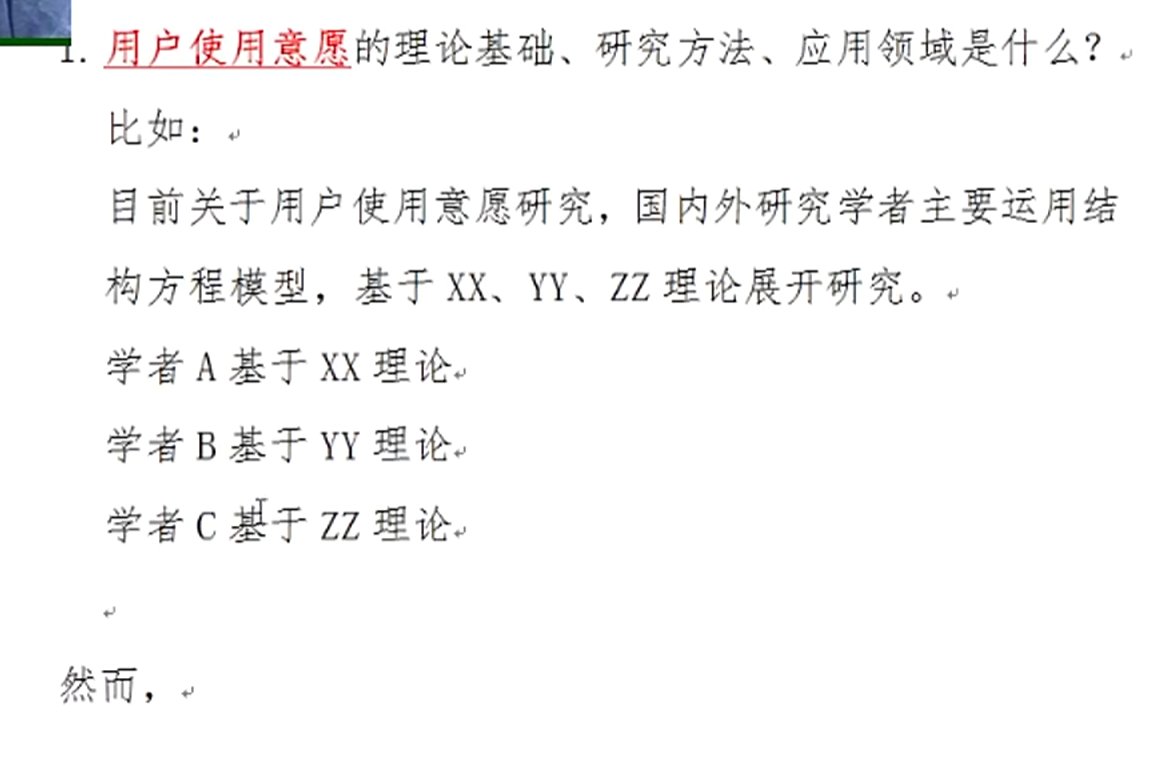 1. 用户使用意愿的理论基础、研究方法、应用领域是什么？
比如：
目前关于用户使用意愿研究，国内外研究学者主要运用结
构方程模型，基于 XX、YY、ZZ 理论展开研究。
学者 A 基于 XX 理论
学者 B 基于 YY 理论
学者 C 基于 ZZ 理论
然而，